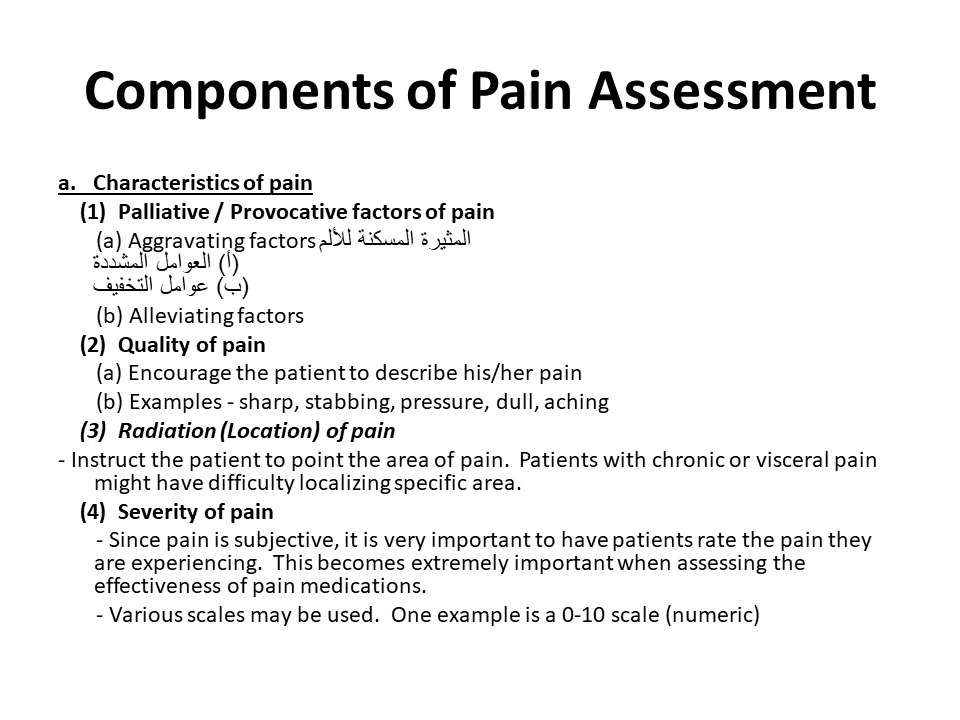 Components of Pain Assessment
a. Characteristics of pain
(1) Palliative / Provocative factors of pain
(a) Aggravating factors المثيرة المسكنة للألم
(أ) العوامل المشددة
(ب) عوامل التخفيف
(b) Alleviating factors
(2) Quality of pain
(a) Encourage the patient to describe his/her pain
(b) Examples - sharp, stabbing, pressure, dull, aching
(3) Radiation (Location) of pain
- Instruct the patient to point the area of pain. Patients with chronic or visceral pain
might have difficulty localizing specific area.
(4) Severity of pain
- Since pain is subjective, it is very important to have patients rate the pain they
are experiencing. This becomes extremely important when assessing the
effectiveness of pain medications.
- Various scales may be used. One example is a 0-10 scale (numeric)